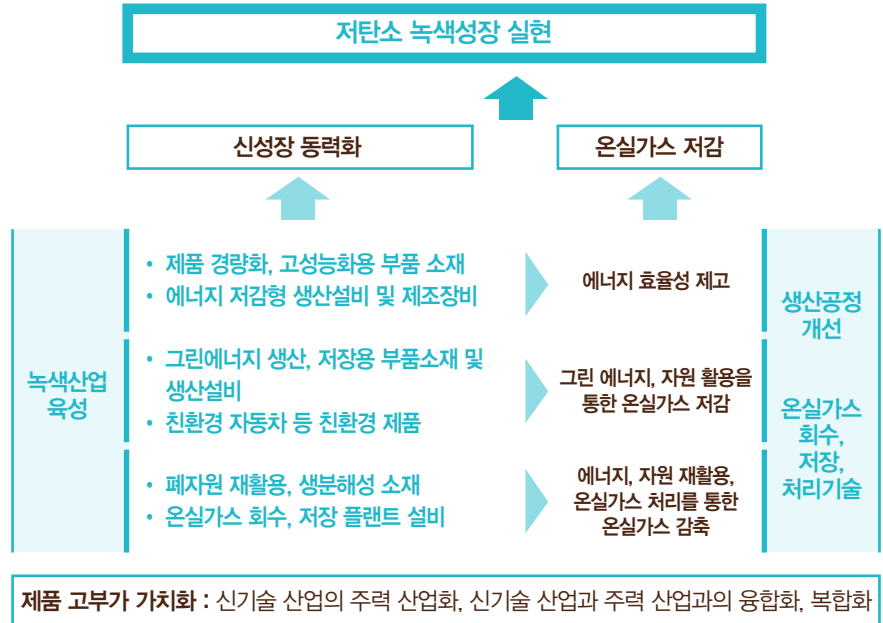 저탄소 녹색성장 실현
신성장 동력화
온실가스 저감
녹색산업
육성
• 제품 경량화, 고성능화용 부품 소재
• 에너지 저감형 생산설비 및 제조장비
에너지 효율성 제고
• 그린에너지 생산, 저장용 부품소재 및
생산설비
• 친환경 자동차 등 친환경 제품
그린 에너지, 자원 활용을
통한 온실가스 저감
• 폐자원 재활용, 생분해성 소재
• 온실가스 회수, 저장 플랜트 설비
에너지, 자원 재활용,
온실가스 처리를 통한
온실가스 감축
생산공정
개선
온실가스
회수,
저장,
처리기술
제품 고부가 가치화 : 신기술 산업의 주력 산업화, 신기술 산업과 주력 산업과의 융합화, 복합화